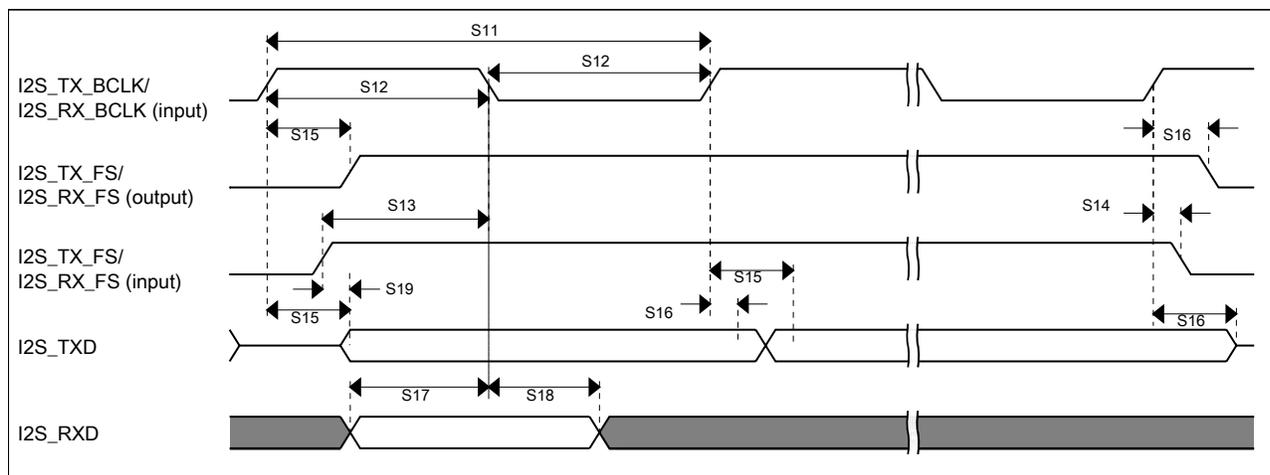 S11
S12
I2S_TX_BCLK/
I2S_RX_BCLK (input)
S12
S15
S16
I2S_TX_FS/
I2S_RX_FS (output)
S13
S14
I2S_TX_FS/
I2S_RX_FS (input)
S15
S19
S15
S16
S16
I2S_TXD
S17
S18
I2S_RXD